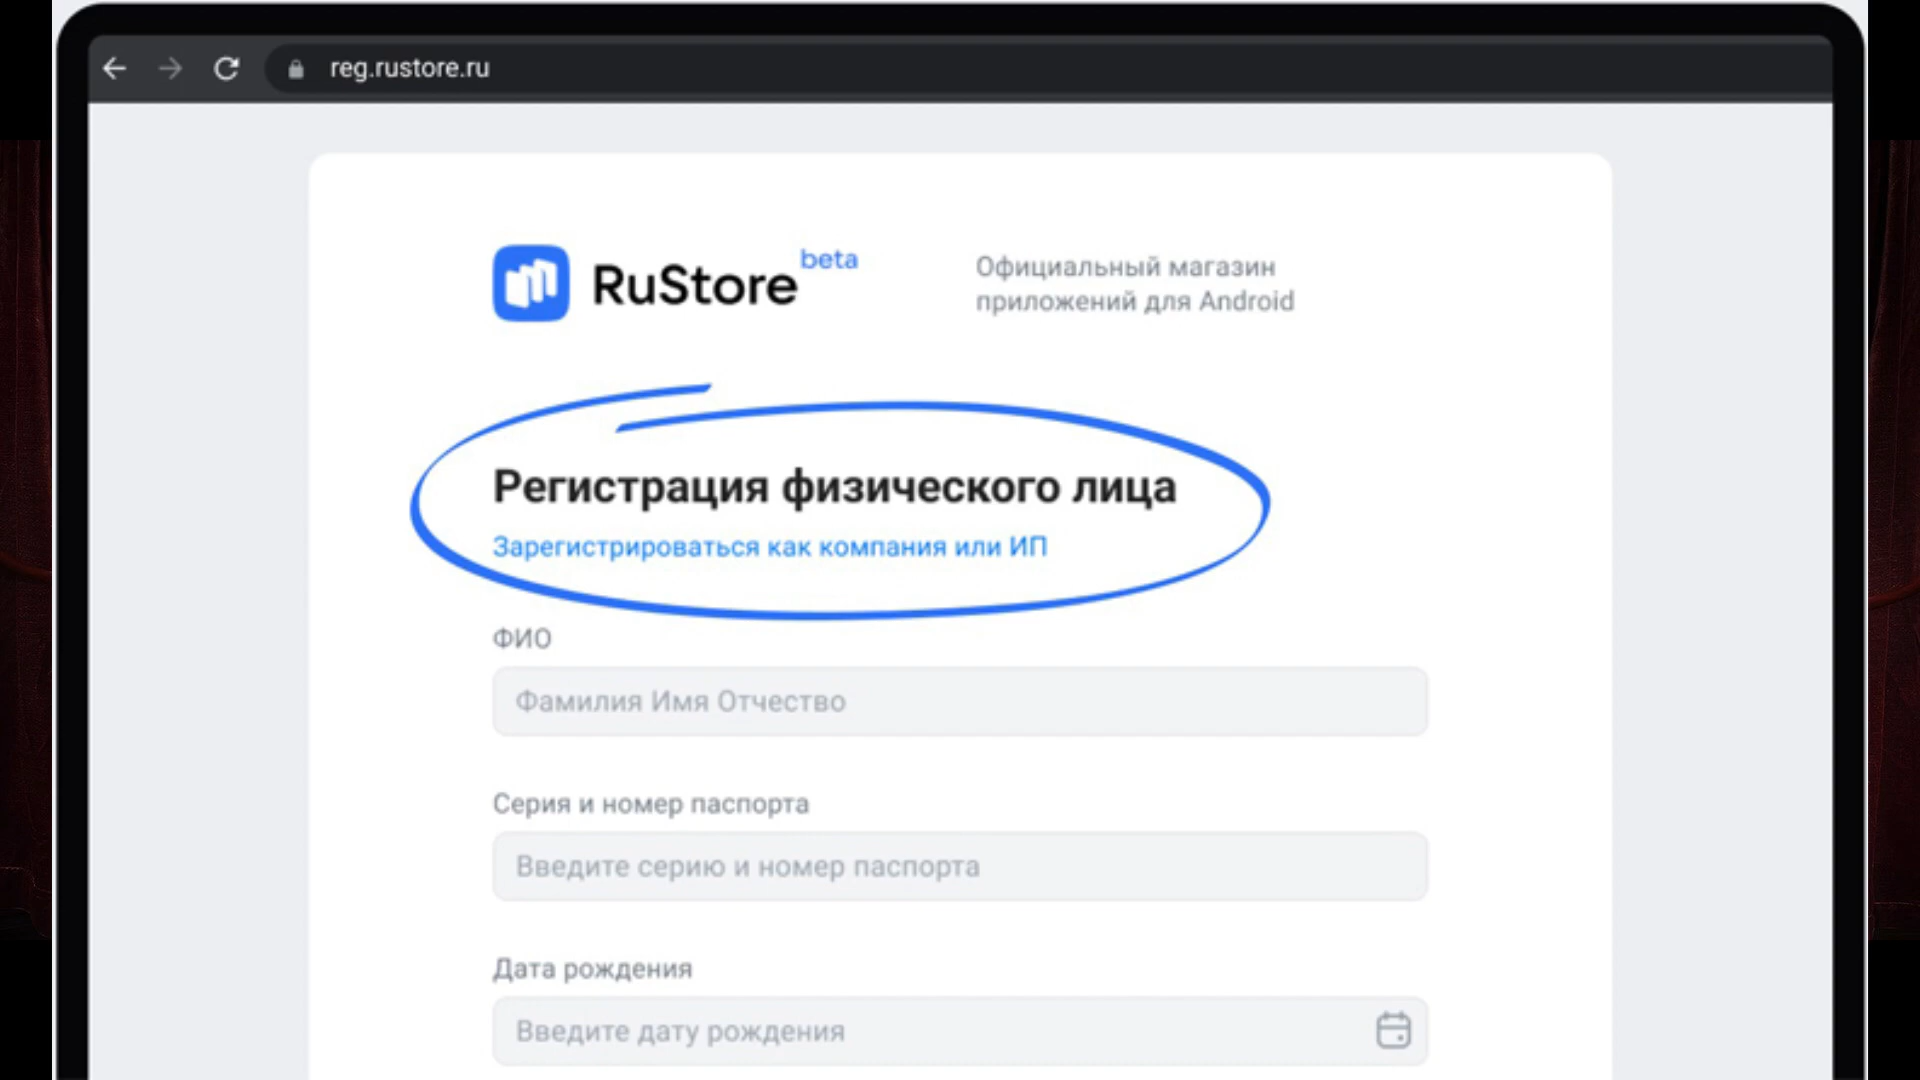 reg.rustore.ru
RuStore beta
Официальный магазин
приложений для Android
Регистрация физического лица
Зарегистрироваться как компания или ИП
ФИО
Фамилия Имя Отчество
Серия и номер паспорта
Введите серию и номер паспорта
Дата рождения
Введите дату рождения